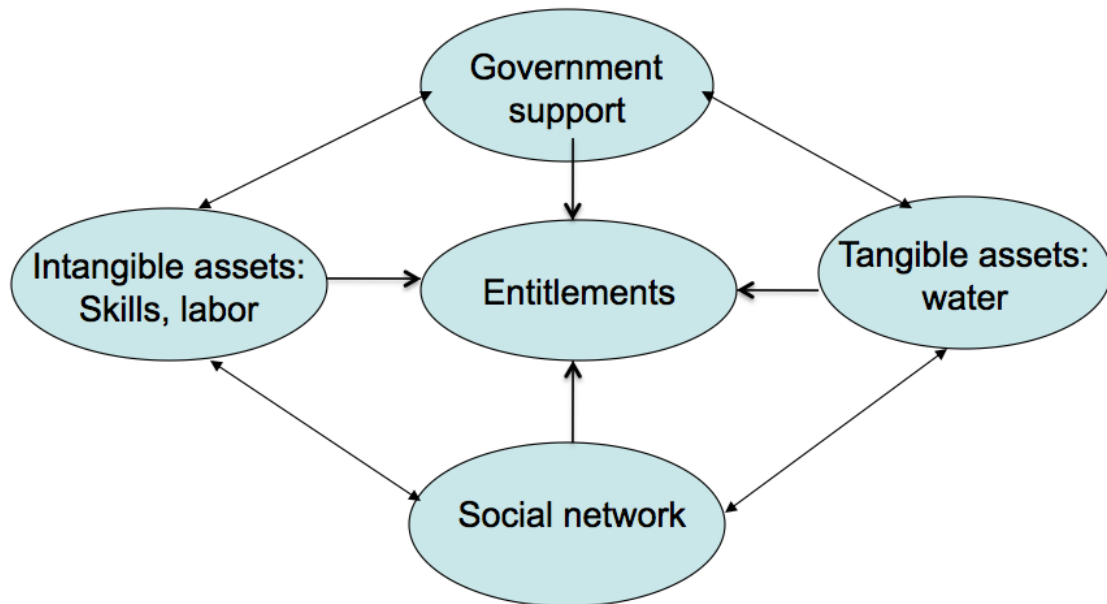 Government
support
Intangible assets:
Skills, labor
Entitlements
Tangible assets:
water
Social network